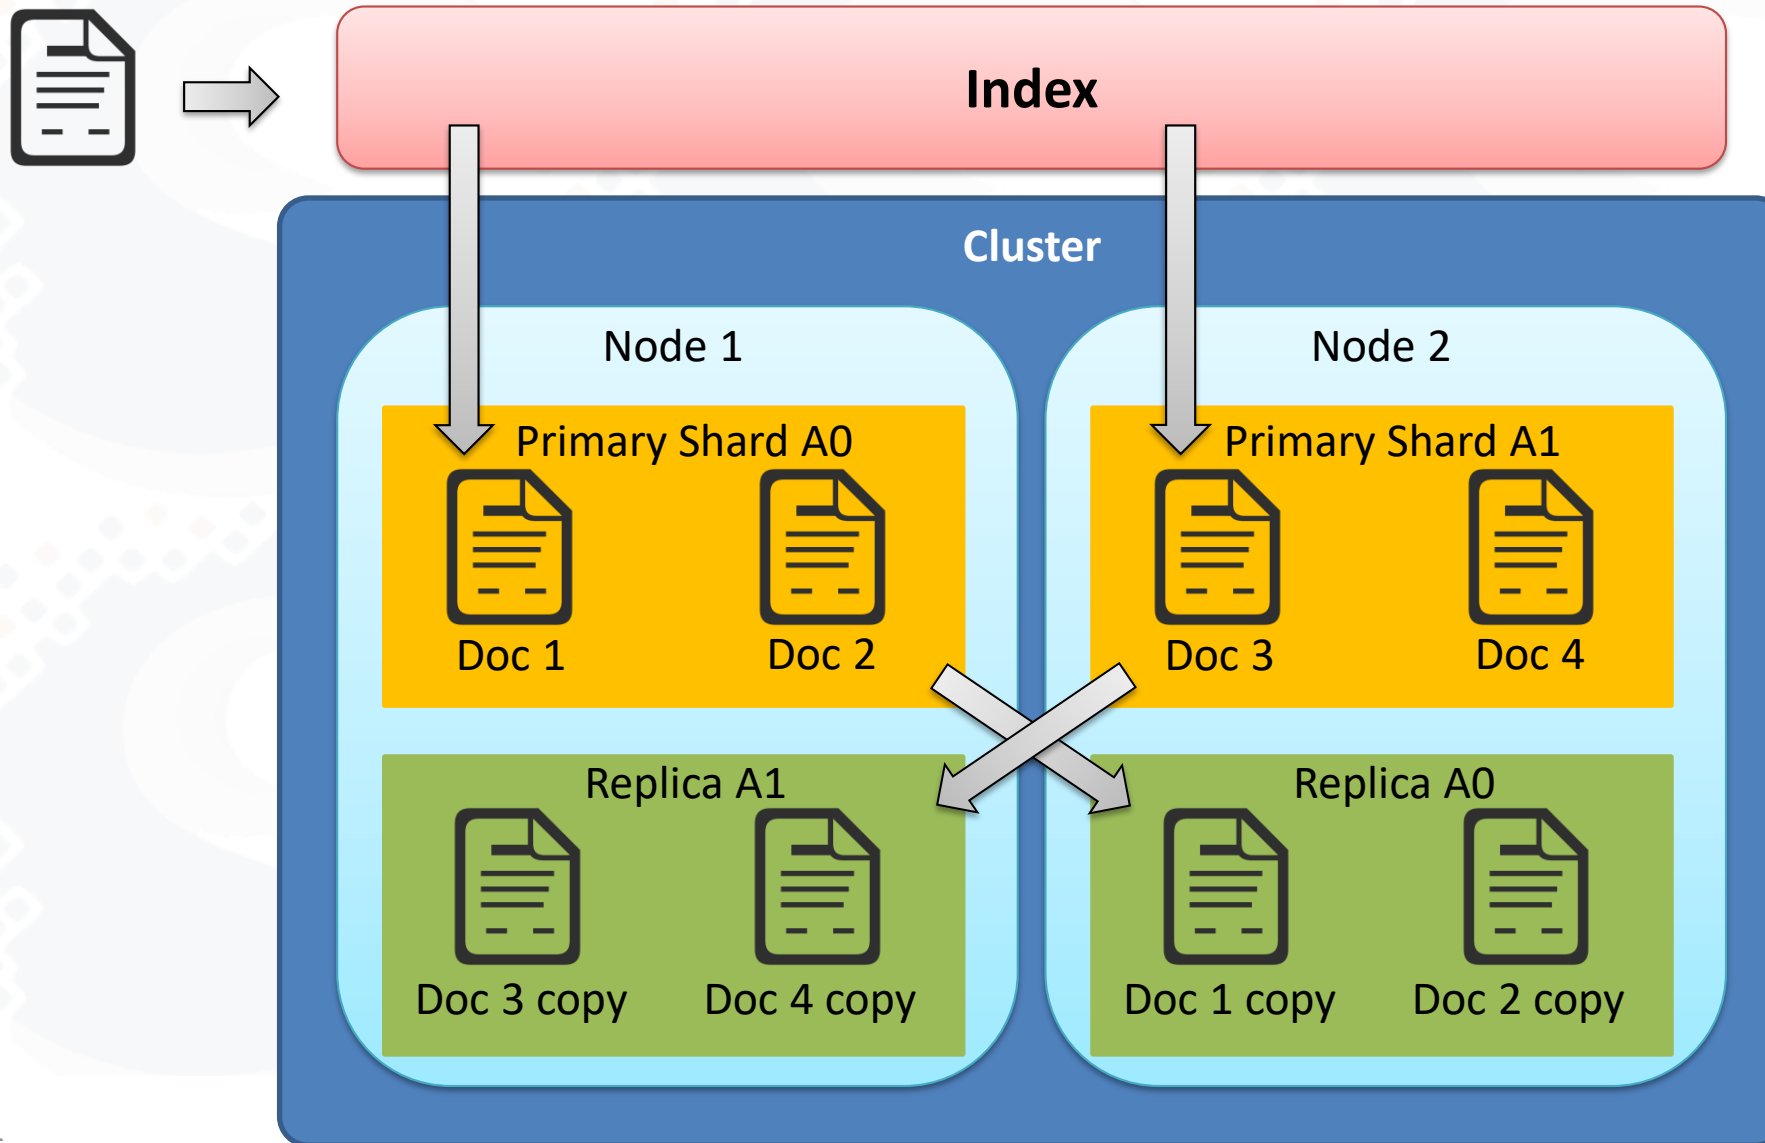 Index
Cluster
Node 1
Primary Shard A0
Doc 1
Doc 2
Replica A1
Doc 3 copy
Doc 4 copy
Node 2
Primary Shard A1
Doc 3
Doc 4
Replica A0
Doc 1 copy
Doc 2 copy